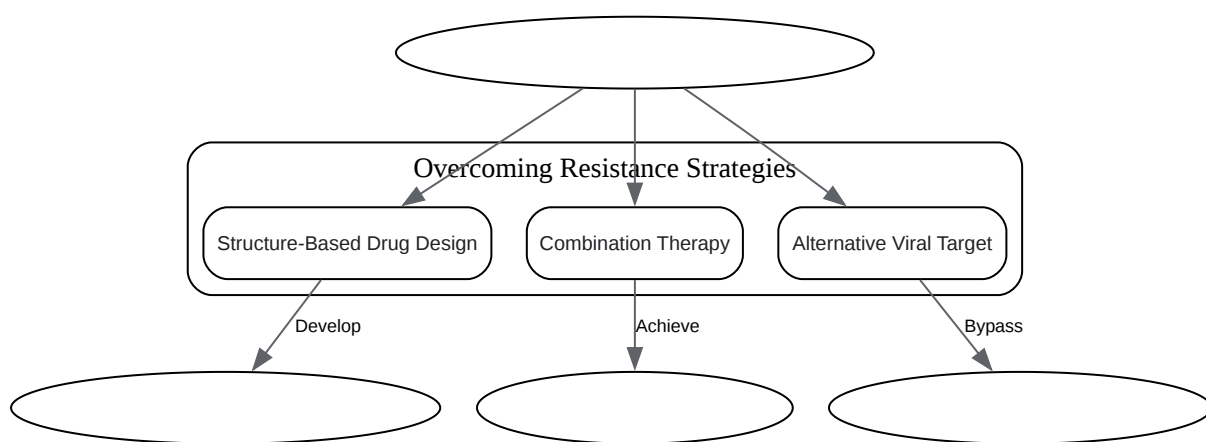 Overcoming Resistance Strategies
Structure-Based Drug Design
Combination Therapy
Alternative Viral Target
Develop
Achieve
Bypass